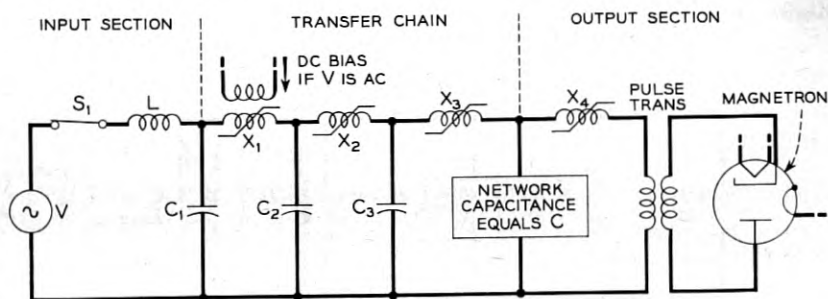 INPUT SECTION
TRANSFER CHAIN
OUTPUT SECTION
DC BIAS
IF V IS AC
S1
L
X1
X2
X3
X4
PULSE
TRANS
MAGNETRON
V
C1
C2
C3
NETWORK
CAPACITANCE
EQUALS C